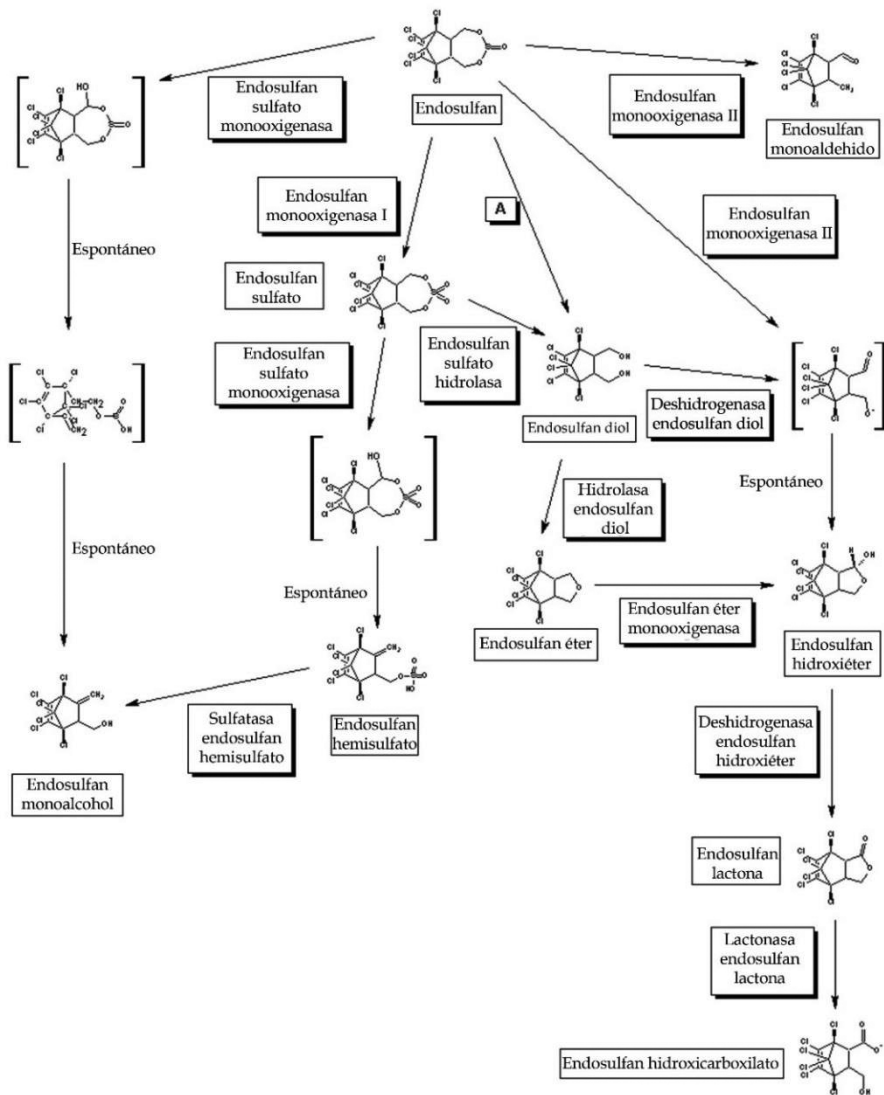 Endosulfan
Endosulfan
sulfato
monooxigenasa
Endosulfan
monooxigenasa II
Endosulfan
monoaldehido
Espontáneo
Endosulfan
monooxigenasa I
A
Endosulfan
monooxigenasa II
Endosulfan
sulfato
Endosulfan
sulfato
monooxigenasa
Endosulfan
sulfato
hidrolasa
Endosulfan diol
Deshidrogenasa
endosulfan diol
Espontáneo
Hidrolasa
endosulfan
diol
Espontáneo
Espontáneo
Endosulfan éter
Endosulfan éter
monooxigenasa
Endosulfan
hidroxiéter
Endosulfan
monoalcohol
Sulfatasa
endosulfan
hemisulfato
Endosulfan
hemisulfato
Deshidrogenasa
endosulfan
hidroxiéter
Endosulfan
lactona
Lactonasa
endosulfan
lactona
Endosulfan hidroxicarboxilato